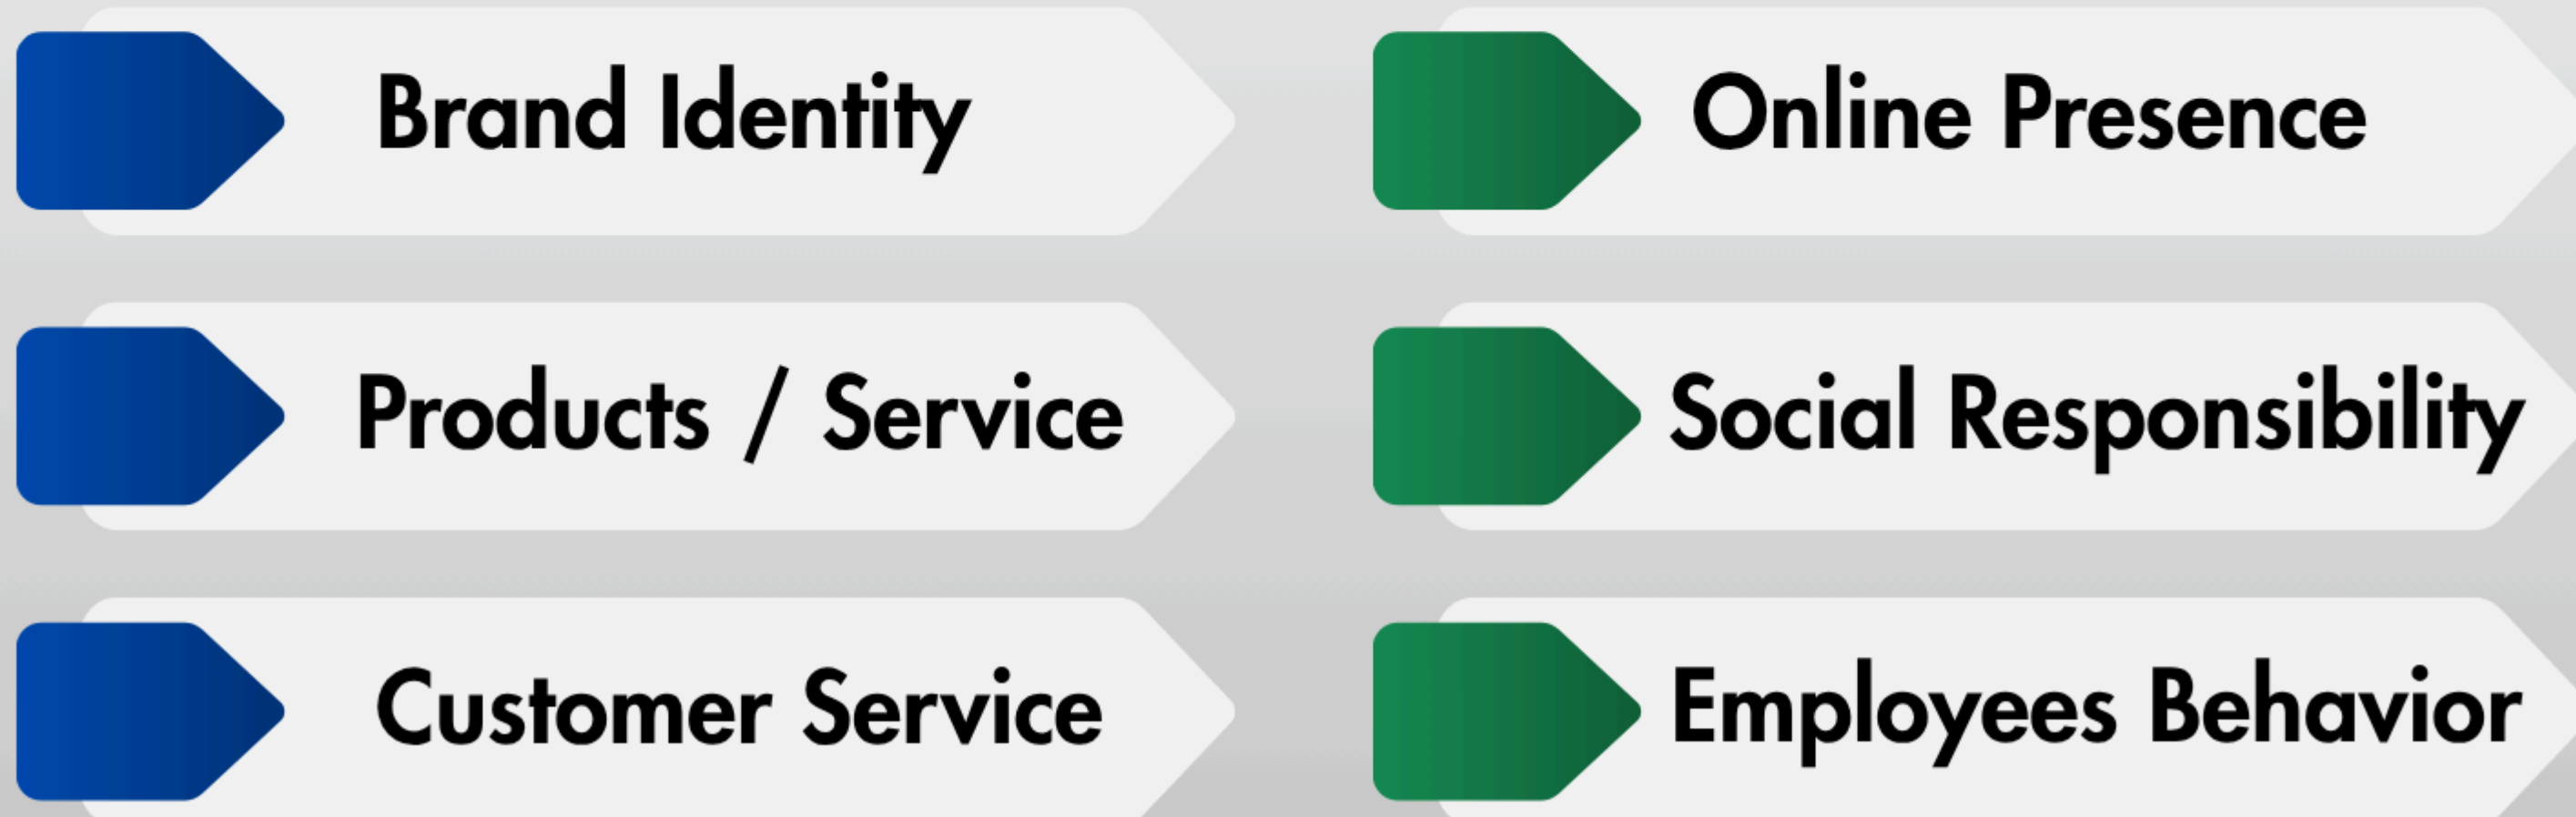 Brand Identity
Online Presence
Products / Service
Social Responsibility
Customer Service
Employees Behavior